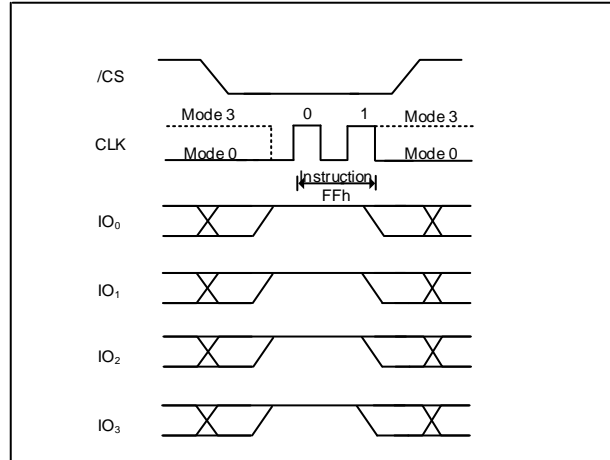 /CS
Mode 3 0 1 Mode 3
CLK
Mode 0 Mode 0
Instruction
FFh
IO₀
IO₁
IO₂
IO₃